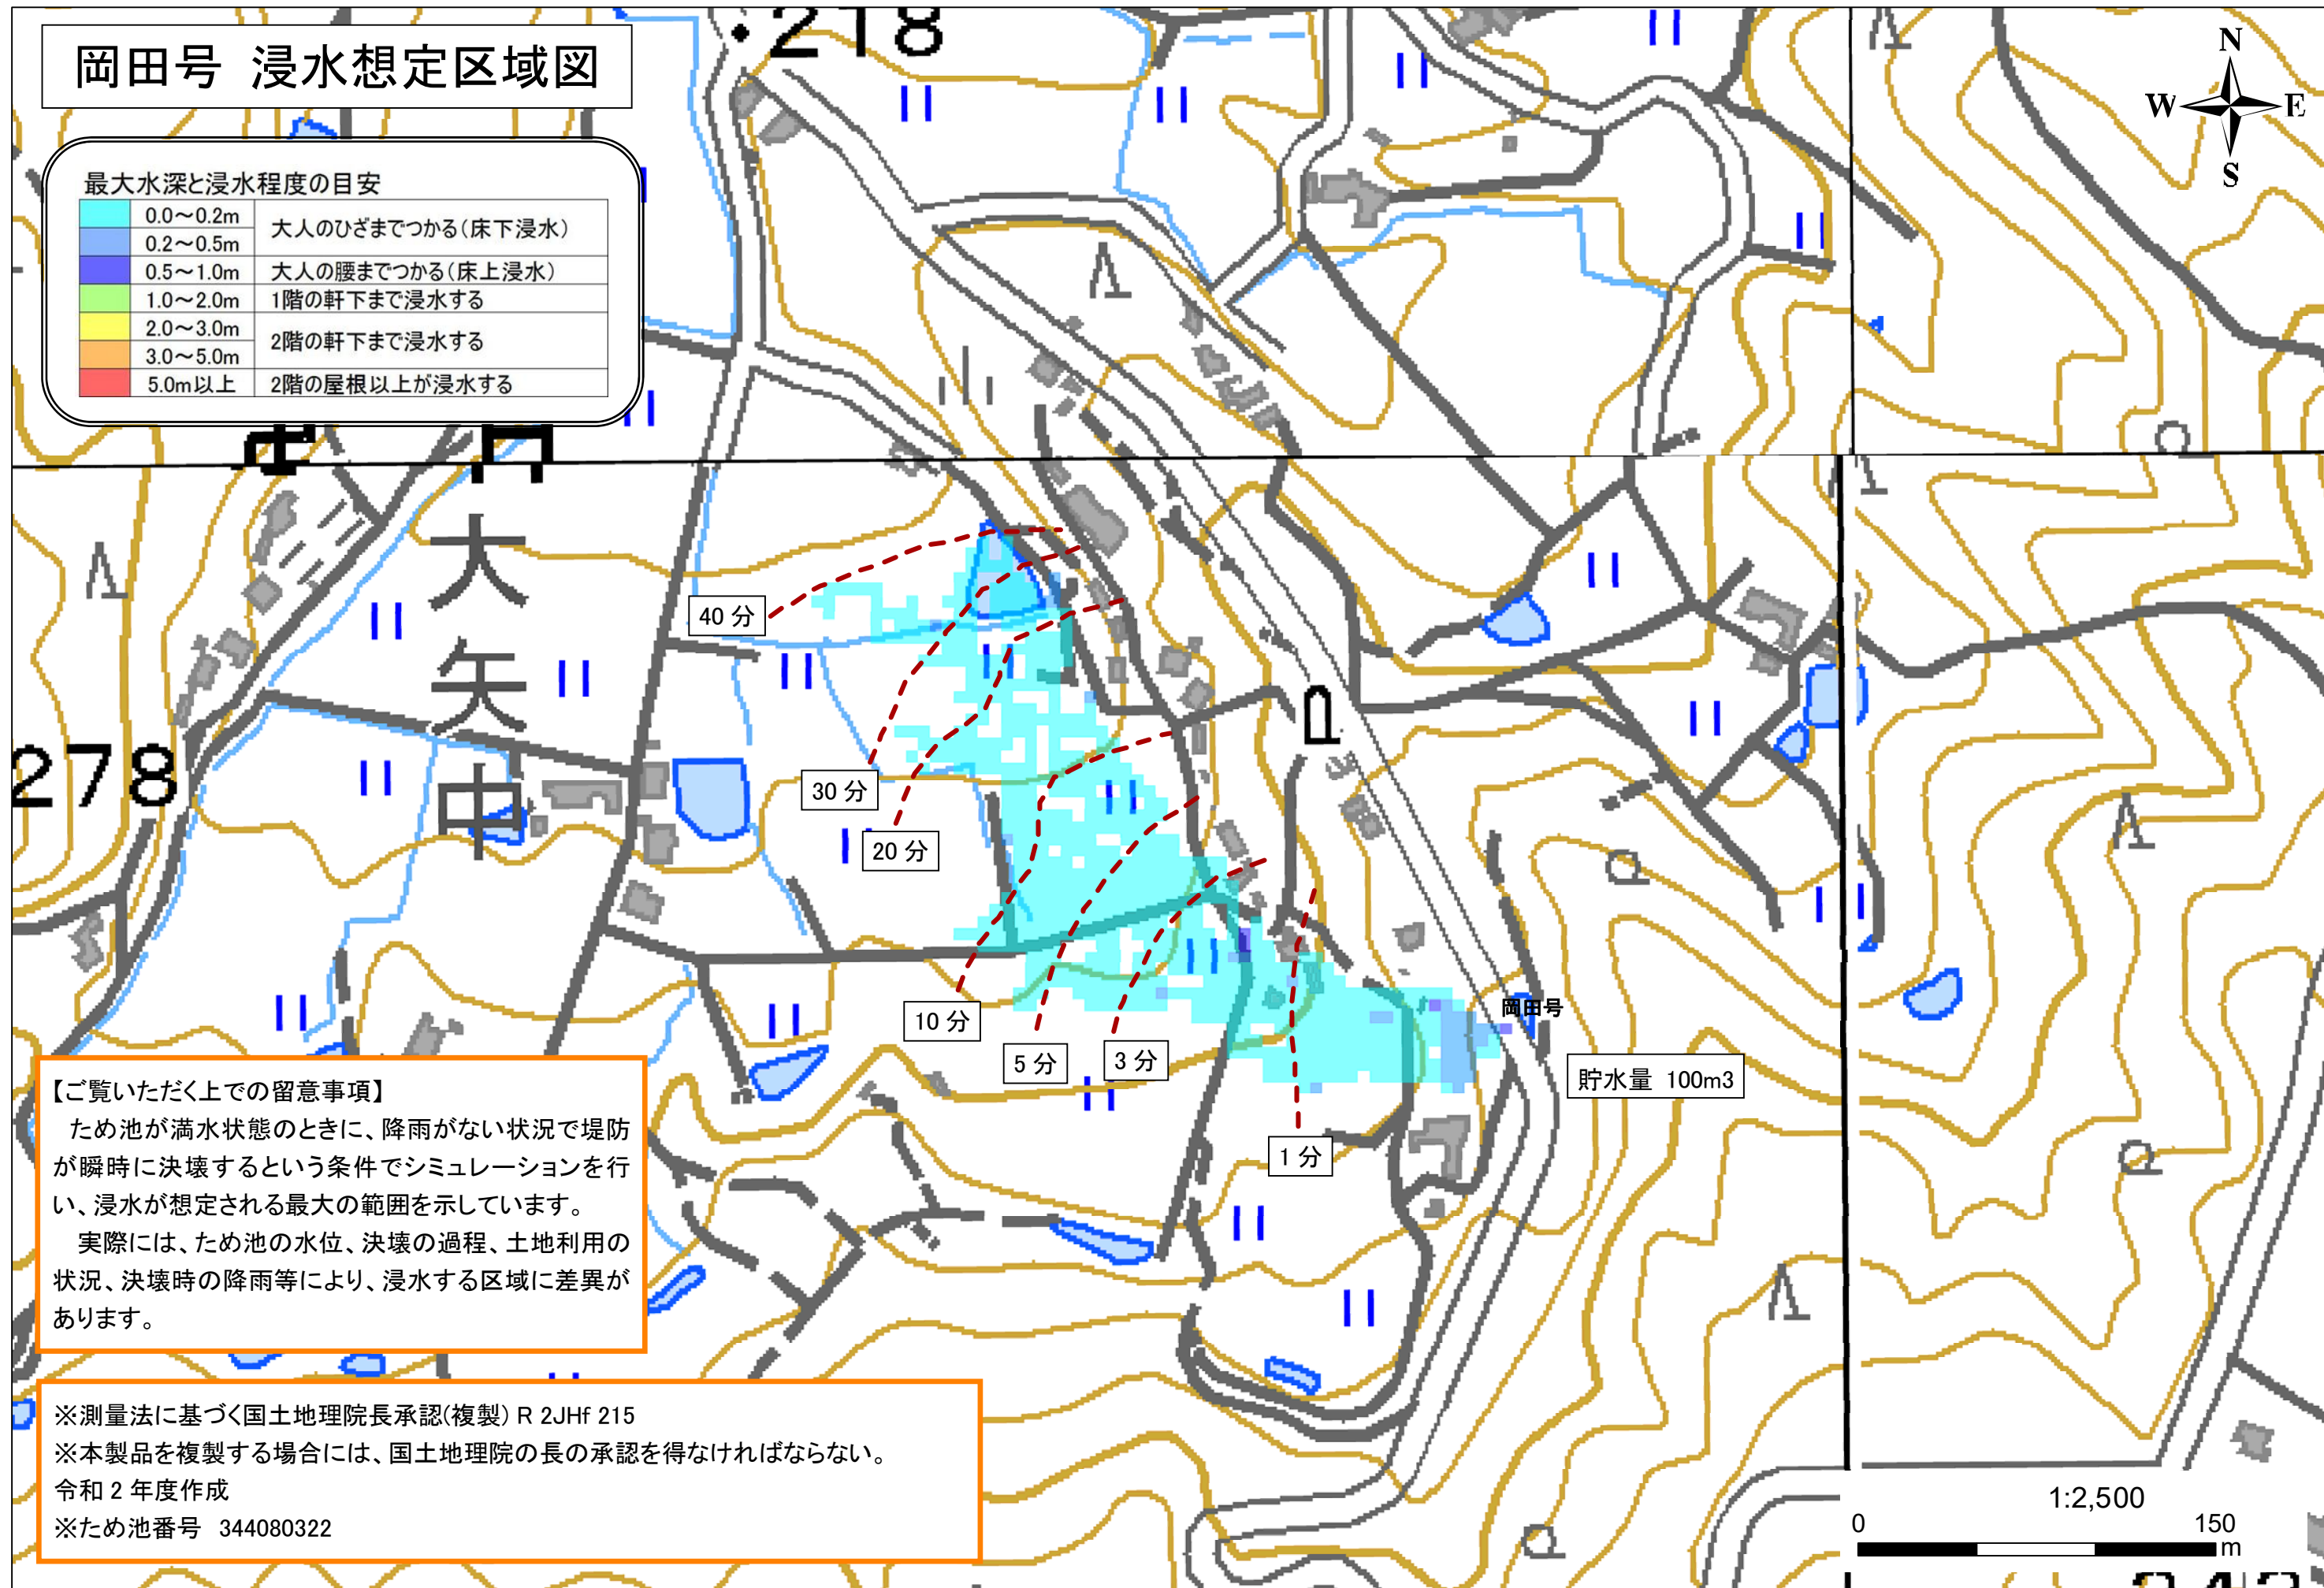 岡田号 浸水想定区域図
・218
N
W E
S
最大水深と浸水程度の目安
0.0～0.2m
大人のひざまでつかる(床下浸水)
0.2～0.5m
0.5～1.0m 大人の腰までつかる(床上浸水)
1.0～2.0m 1階の軒下まで浸水する
2.0～3.0m
2階の軒下まで浸水する
3.0～5.0m
5.0m以上 2階の屋根以上が浸水する
大矢中
278
40 分
30 分
20 分
10 分
5 分
3 分
1 分
岡田号
貯水量 100m3
【ご覧いただく上での留意事項】
ため池が満水状態のときに、降雨がない状況で堤防
が瞬時に決壊するという条件でシミュレーションを行
い、浸水が想定される最大の範囲を示しています。
実際には、ため池の水位、決壊の過程、土地利用の
状況、決壊時の降雨等により、浸水する区域に差異が
あります。
※測量法に基づく国土地理院長承認(複製) R 2JHf 215
※本製品を複製する場合には、国土地理院の長の承認を得なければならない。
令和 2 年度作成
※ため池番号 344080322
1:2,500
0 150
m